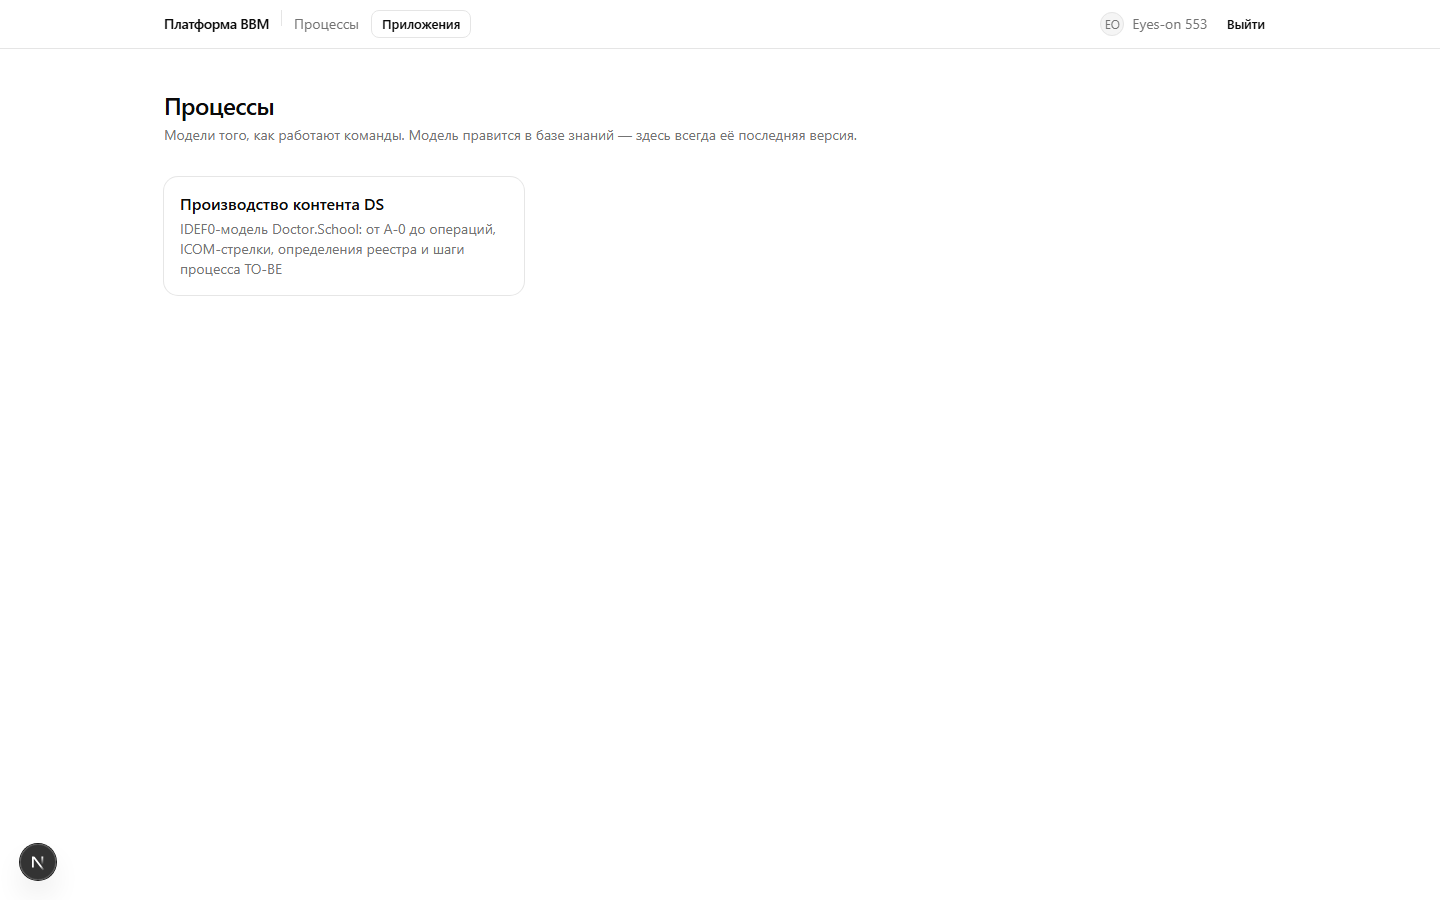 Платформа BBM
Процессы
Приложения
EO
Eyes-on 553
Выйти
Процессы
Модели того, как работают команды. Модель правится в базе знаний — здесь всегда её последняя версия.
Производство контента DS
IDEF0-модель Doctor.School: от A-0 до операций,
ICOM-стрелки, определения реестра и шаги
процесса TO-BE
N